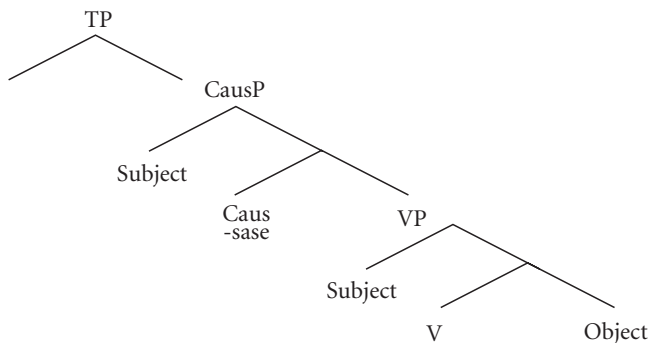 TP
CausP
Subject
Caus
-sase
VP
Subject
V
Object